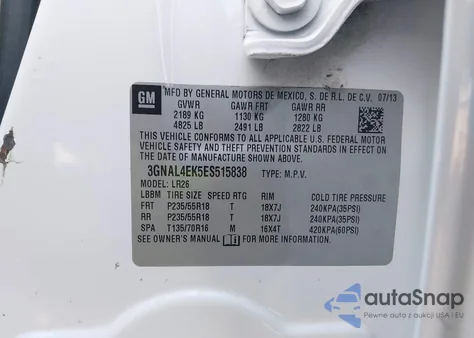 GM
MFD BY GENERAL MOTORS DE MEXICO, S. DE R.L. DE C.V. 07/13
GVWR GAWR FRT GAWR RR
2189 KG 1130 KG 1280 KG
4825 LB 2491 LB 2822 LB
THIS VEHICLE CONFORMS TO ALL APPLICABLE U.S. FEDERAL MOTOR
VEHICLE SAFETY AND THEFT PREVENTION STANDARDS IN EFFECT
ON THE DATE OF MANUFACTURE SHOWN ABOVE.
3GNAL4EK5ES515838 TYPE: M.P.V.
MODEL: LR26
LBB TIRE SIZE SPEED RTG RIM COLD TIRE PRESSURE
FRT P235/55R18 T 18X7J 240KPA(35PSI)
RR P235/55R18 T 18X7J 240KPA(35PSI)
SPA T135/70R16 M 16X4T 420KPA(60PSI)
SEE OWNER'S MANUAL FOR MORE INFORMATION.
autoSnap
Pewne auta z aukcji USA i EU